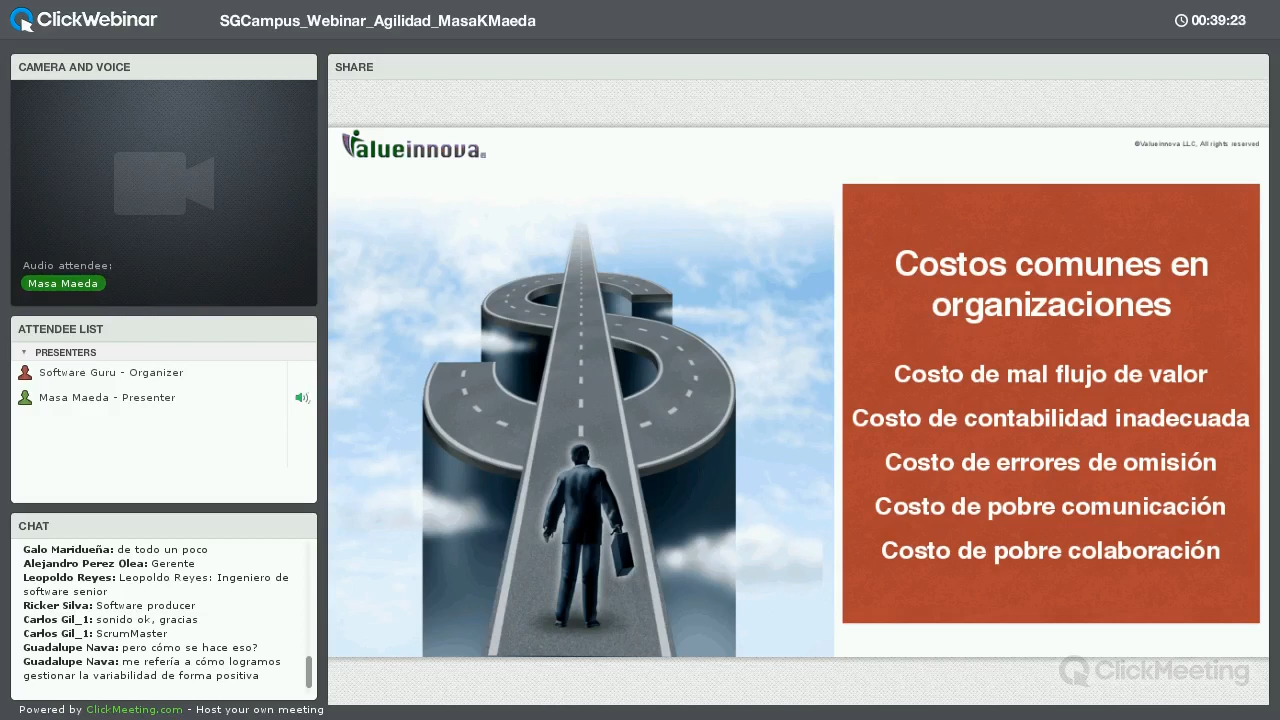 ClickWebinar
SGCampus_Webinar_Agilidad_MasaKMaeda
00:39:23
CAMERA AND VOICE
Audio attendee:
Masa Maeda
ATTENDEE LIST
PRESENTERS
Software Guru - Organizer
Masa Maeda - Presenter
CHAT
Galo Maridueña: de todo un poco
Alejandro Perez Olea: Gerente
Leopoldo Reyes: Leopoldo Reyes: Ingeniero de
software senior
Ricker Silva: Software producer
Carlos Gil_1: sonido ok, gracias
Carlos Gil_1: ScrumMaster
Guadalupe Nava: pero cómo se hace eso?
Guadalupe Nava: me refería a cómo logramos
gestionar la variabilidad de forma positiva
Powered by ClickMeeting.com - Host your own meeting
SHARE
Valueinnova
©Valueinnova LLC, All rights reserved
Costos comunes en
organizaciones
Costo de mal flujo de valor
Costo de contabilidad inadecuada
Costo de errores de omisión
Costo de pobre comunicación
Costo de pobre colaboración
ClickMeeting